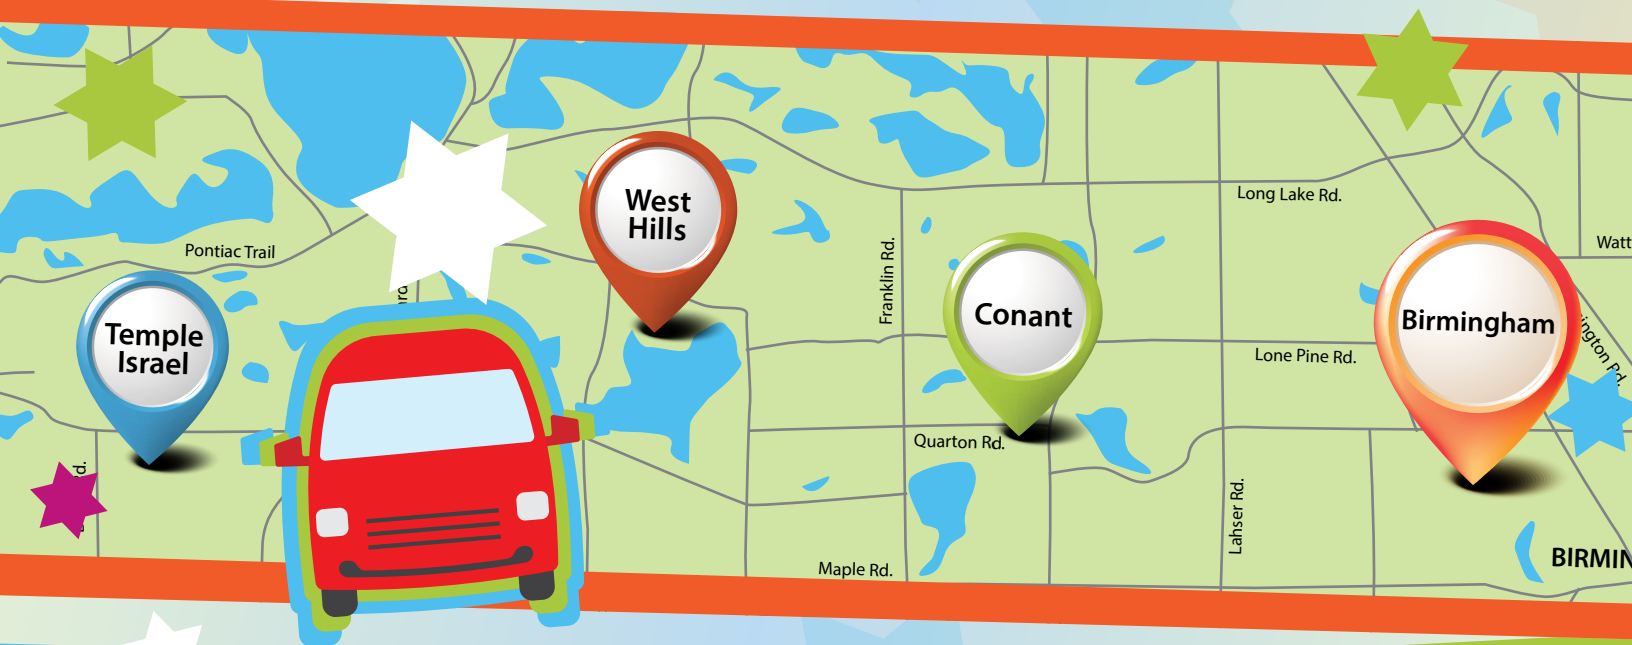 Long Lake Rd.
West
Hills
Franklin Rd.
Pontiac Trail
Watt
Temple
Israel
Conant
Birmingham
Lone Pine Rd.
Quarton Rd.
Lahser Rd.
Maple Rd.
BIRMIN